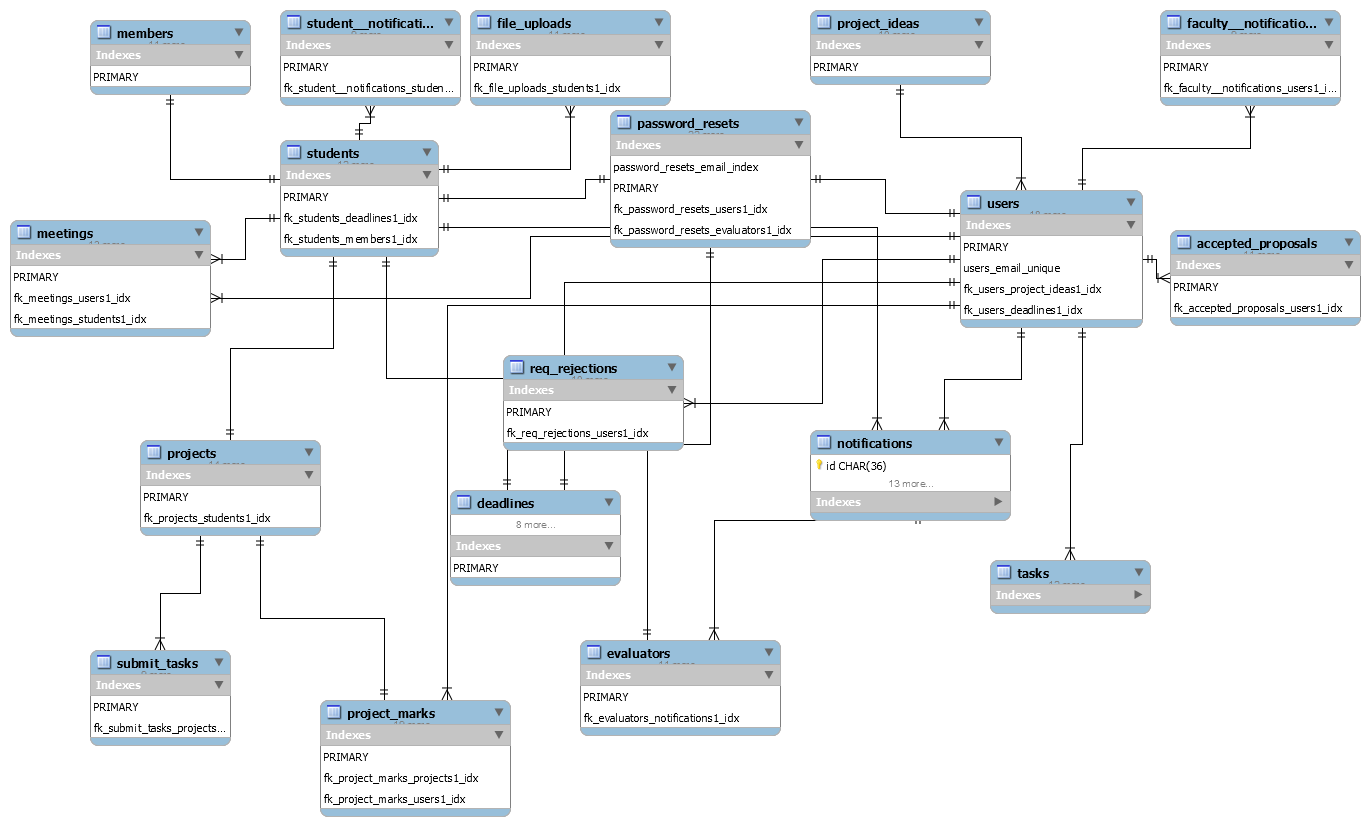 members
Indexes
PRIMARY
student__notificati...
Indexes
PRIMARY
fk_student__notifications_studen...
file_uploads
Indexes
PRIMARY
fk_file_uploads_students1_idx
project_ideas
Indexes
PRIMARY
faculty__notificatio...
Indexes
PRIMARY
fk_faculty__notifications_users1_i...
password_resets
Indexes
password_resets_email_index
PRIMARY
fk_password_resets_users1_idx
fk_password_resets_evaluators1_idx
students
Indexes
PRIMARY
fk_students_deadlines1_idx
fk_students_members1_idx
users
Indexes
PRIMARY
users_email_unique
fk_users_project_ideas1_idx
fk_users_deadlines1_idx
meetings
Indexes
PRIMARY
fk_meetings_users1_idx
fk_meetings_students1_idx
accepted_proposals
Indexes
PRIMARY
fk_accepted_proposals_users1_idx
req_rejections
Indexes
PRIMARY
fk_req_rejections_users1_idx
projects
Indexes
PRIMARY
fk_projects_students1_idx
notifications
id CHAR(36)
13 more...
Indexes
deadlines
8 more...
Indexes
PRIMARY
tasks
Indexes
submit_tasks
Indexes
PRIMARY
fk_submit_tasks_projects...
evaluators
Indexes
PRIMARY
fk_evaluators_notifications1_idx
project_marks
Indexes
PRIMARY
fk_project_marks_projects1_idx
fk_project_marks_users1_idx